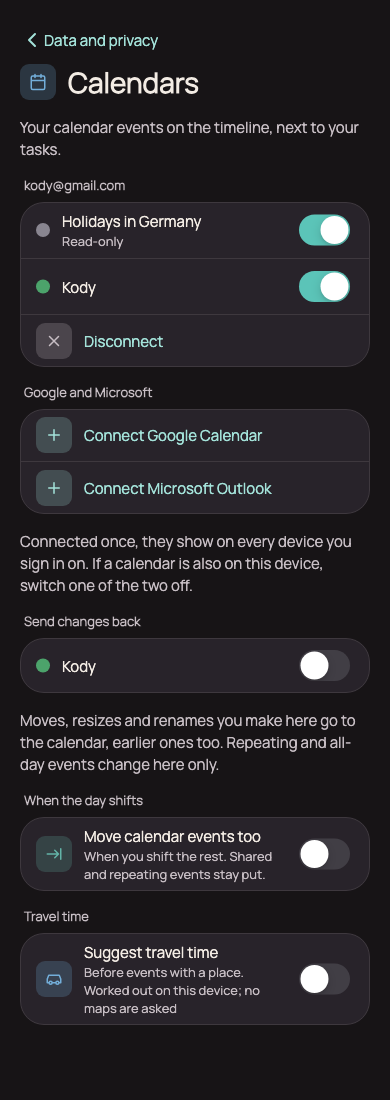 Data and privacy
Calendars
Your calendar events on the timeline, next to your
tasks.
kody@gmail.com
Holidays in Germany
Read-only
Kody
Disconnect
Google and Microsoft
Connect Google Calendar
Connect Microsoft Outlook
Connected once, they show on every device you
sign in on. If a calendar is also on this device,
switch one of the two off.
Send changes back
Kody
Moves, resizes and renames you make here go to
the calendar, earlier ones too. Repeating and all-
day events change here only.
When the day shifts
Move calendar events too
When you shift the rest. Shared
and repeating events stay put.
Travel time
Suggest travel time
Before events with a place.
Worked out on this device; no
maps are asked